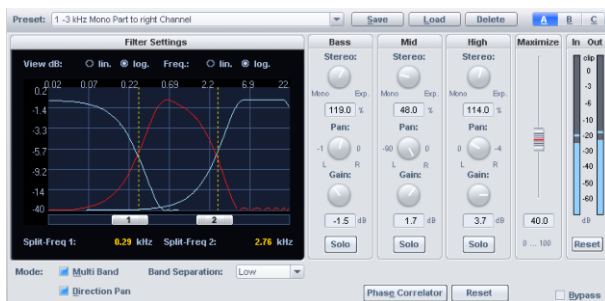 Preset: 1 -3 kHz Mono Part to right Channel Save Load Delete A B C
Filter Settings Bass Mid High Maximize In Out
View dB: lin. log. Freq.: lin. log. Stereo: Stereo: Stereo: clip
0.02 0.07 0.22 0.69 2.2 6.9 22.
0.2
-1.4
-3.3
-5.7
-9.2
-14
-40
Mono Exp. Mono Exp. Mono Exp.
119.0 % 48.0 % 114.0 %
Pan: Pan: Pan:
-1 0 -90 0 0 -4
L R L R L R
Gain: Gain: Gain:
-1.5 dB 1.7 dB 3.7 dB 40.0
0
-3
-6
-10
-20
-30
-40
-50
-60
dB
1 2
Split-Freq 1: 0.29 kHz Split-Freq 2: 2.76 kHz
Solo Solo Solo 0 ... 100 Reset
Mode: Multi Band Band Separation: Low
Direction Pan Phase Correlator Reset Bypass